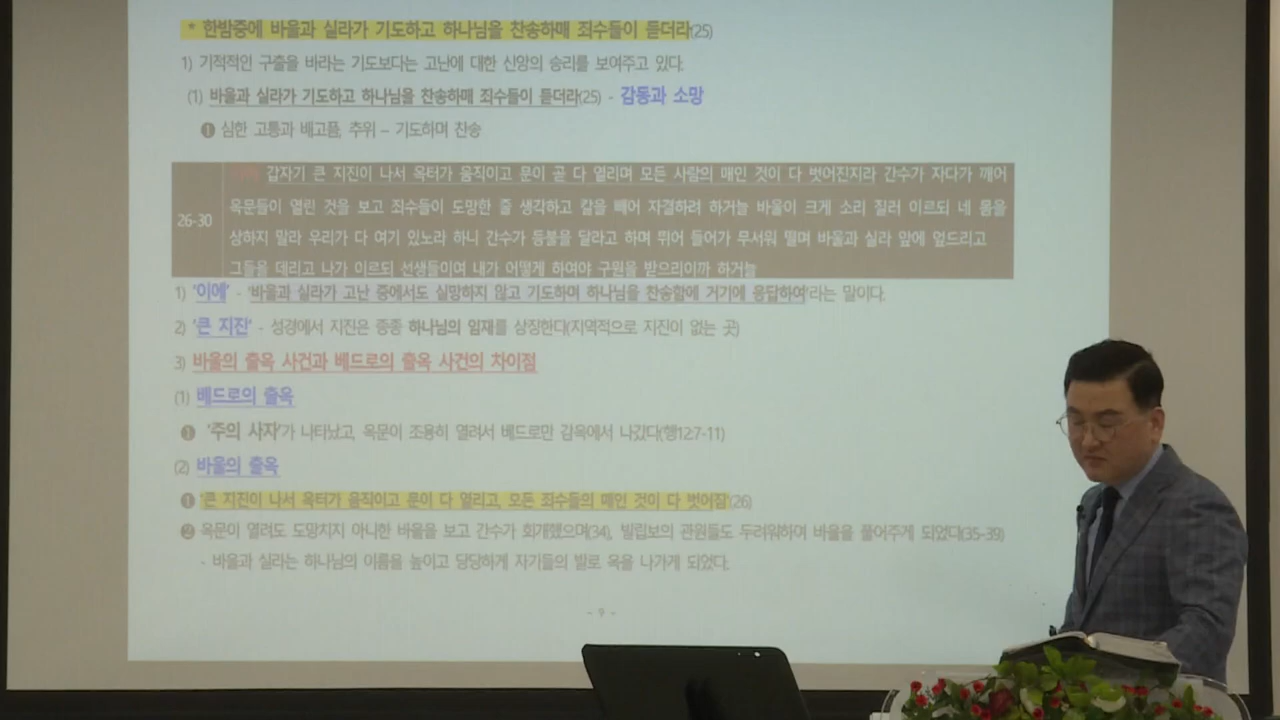 * 한밤중에 바울과 실라가 기도하고 하나님을 찬송하매 죄수들이 듣더라(25)
1) 기적적인 구출을 바라는 기도보다는 고난에 대한 신앙의 승리를 보여주고 있다.
(1) 바울과 실라가 기도하고 하나님을 찬송하매 죄수들이 듣더라(25) - 감동과 소망
❶ 심한 고통과 배고픔, 추위 – 기도하며 찬송
갑자기 큰 지진이 나서 옥터가 움직이고 문이 곧 다 열리며 모든 사람의 매인 것이 다 벗어진지라 간수가 자다가 깨어
옥문들이 열린 것을 보고 죄수들이 도망한 줄 생각하고 칼을 빼어 자결하려 하거늘 바울이 크게 소리 질러 이르되 네 몸을
26-30
상하지 말라 우리가 다 여기 있노라 하니 간수가 등불을 달라고 하며 뛰어 들어가 무서워 떨며 바울과 실라 앞에 엎드리고
그들을 데리고 나가 이르되 선생들이여 내가 어떻게 하여야 구원을 받으리이까 하거늘
1) '이에' - '바울과 실라가 고난 중에서도 실망하지 않고 기도하며 하나님을 찬송함에 거기에 응답하여'라는 말이다.
2) '큰 지진' - 성경에서 지진은 종종 하나님의 임재를 상징한다(지역적으로 지진이 없는 곳)
3) 바울의 출옥 사건과 베드로의 출옥 사건의 차이점
(1) 베드로의 출옥
❶ '주의 사자'가 나타났고, 옥문이 조용히 열려서 베드로만 감옥에서 나갔다(행12:7-11)
(2) 바울의 출옥
❶ '큰 지진이 나서 옥터가 움직이고 문이 다 열리고, 모든 죄수들의 매인 것이 다 벗어짐'(26)
❷ 옥문이 열려도 도망치지 아니한 바울을 보고 간수가 회개했으며(34), 빌립보의 관원들도 두려워하여 바울을 풀어주게 되었다(35-39)
- 바울과 실라는 하나님의 이름을 높이고 당당하게 자기들의 발로 옥을 나가게 되었다.
- 9 -